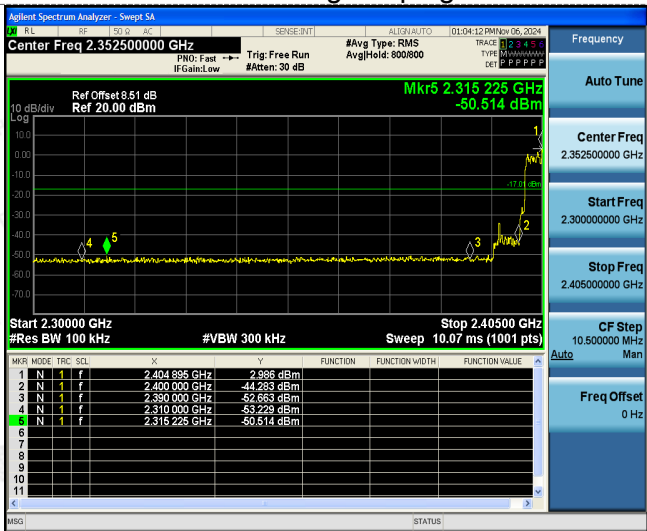 Agilent Spectrum Analyzer - Swept SA
RL RF 50 Ω AC SENSE:INT ALIGN AUTO 01:04:12 PM Nov 06, 2024
Center Freq 2.352500000 GHz
PNO: Fast
IFGain:Low
Trig: Free Run
#Atten: 30 dB
#Avg Type: RMS
Avg|Hold: 800/800
TRACE 1 2 3 4 5 6
TYPE M W W W W W
DET P P P P P P
Ref Offset 8.51 dB
10 dB/div Ref 20.00 dBm
Log
Mkr5 2.315 225 GHz
-50.514 dBm
10.0
0.00
-10.0
-20.0
-30.0
-40.0
-50.0
-60.0
-70.0
1
-17.01 dBm
2
3
4
5
Start 2.30000 GHz Stop 2.40500 GHz
#Res BW 100 kHz #VBW 300 kHz Sweep 10.07 ms (1001 pts)
MKR MODE TRC SCL X Y FUNCTION FUNCTION WIDTH FUNCTION VALUE
1 N 1 f 2.404 895 GHz 2.986 dBm
2 N 1 f 2.400 000 GHz -44.283 dBm
3 N 1 f 2.390 000 GHz -52.663 dBm
4 N 1 f 2.310 000 GHz -53.229 dBm
5 N 1 f 2.315 225 GHz -50.514 dBm
6
7
8
9
10
11
MSG STATUS
Frequency
Auto Tune
Center Freq
2.352500000 GHz
Start Freq
2.300000000 GHz
Stop Freq
2.405000000 GHz
CF Step
10.500000 MHz
Auto Man
Freq Offset
0 Hz